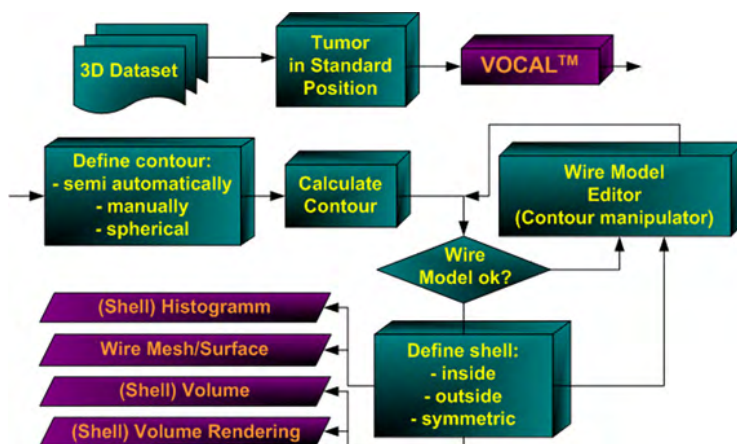 3D Dataset
Tumor
in Standard
Position
VOCAL™
Define contour:
- semi automatically
- manually
- spherical
Calculate
Contour
Wire Model
Editor
(Contour manipulator)
Wire
Model ok?
(Shell) Histogramm
Wire Mesh/Surface
(Shell) Volume
(Shell) Volume Rendering
Define shell:
- inside
- outside
- symmetric